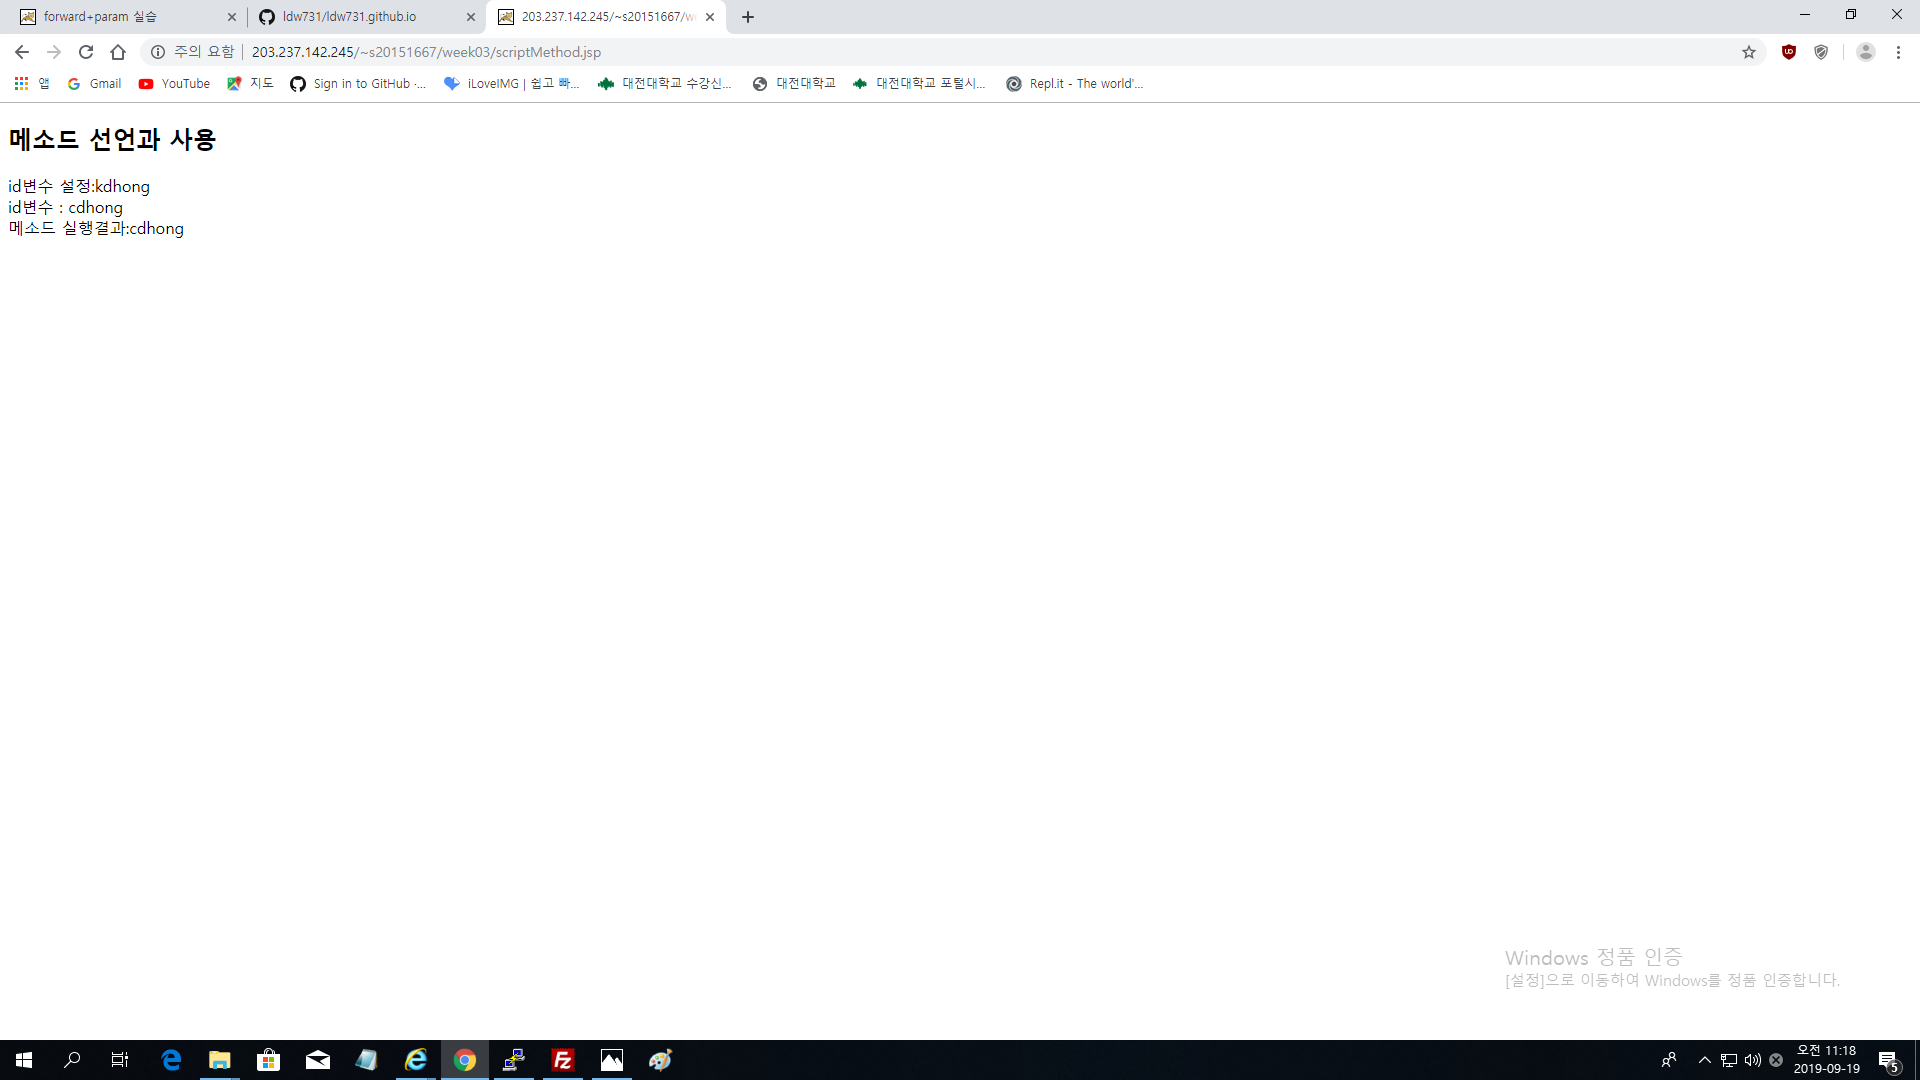 forward+param 실습
ldw731/ldw731.github.io
203.237.142.245/~s20151667/w
주의 요함
203.237.142.245/~s20151667/week03/scriptMethod.jsp
앱
Gmail
YouTube
지도
Sign in to GitHub ·...
iLoveIMG | 쉽고 빠...
대전대학교 수강신...
대전대학교
대전대학교 포털시...
Repl.it - The world'...
메소드 선언과 사용
id변수 설정:kdhong
id변수 : cdhong
메소드 실행결과:cdhong
Windows 정품 인증
[설정]으로 이동하여 Windows를 정품 인증합니다.
오전 11:18
2019-09-19
5